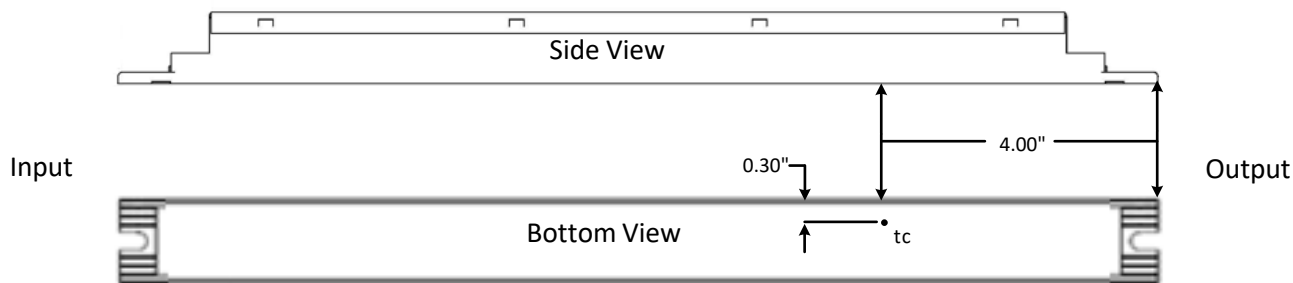 Side View
4.00"
Input
0.30"
Output
Bottom View
tc